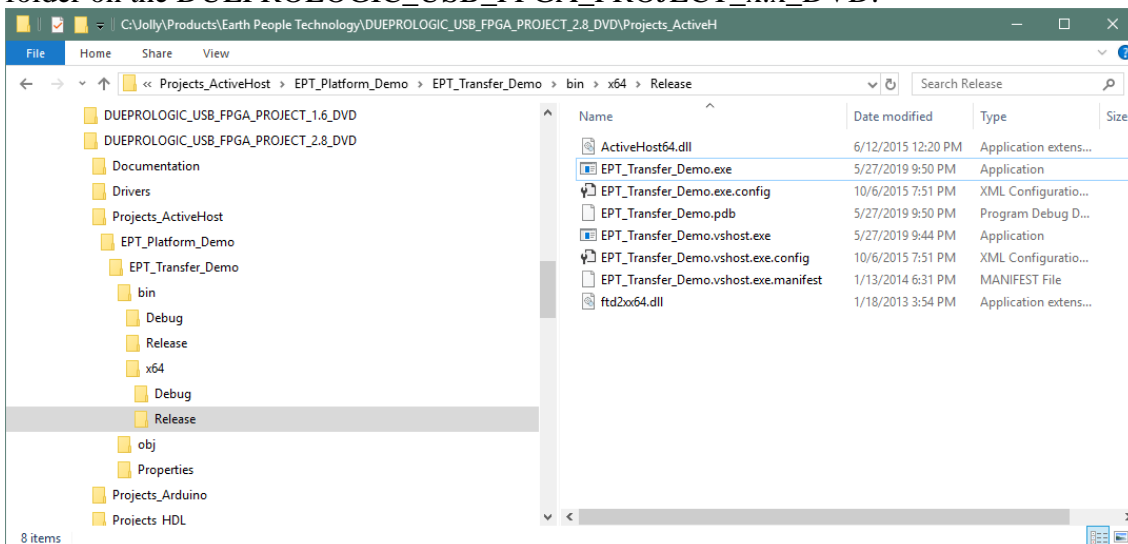 folder on the DUEPROLOGIC_USB_FPGA_PROJECT_x.x_DVD.
C:\Jolly\Products\Earth People Technology\DUEPROLOGIC_USB_FPGA_PROJECT_2.8_DVD\Projects_ActiveH
File Home Share View
« Projects_ActiveHost > EPT_Platform_Demo > EPT_Transfer_Demo > bin > x64 > Release
Search Release
DUEPROLOGIC_USB_FPGA_PROJECT_1.6_DVD
DUEPROLOGIC_USB_FPGA_PROJECT_2.8_DVD
Documentation
Drivers
Projects_ActiveHost
EPT_Platform_Demo
EPT_Transfer_Demo
bin
Debug
Release
x64
Debug
Release
obj
Properties
Projects_Arduino
Projects HDL
Name Date modified Type Size
ActiveHost64.dll 6/12/2015 12:20 PM Application extens...
EPT_Transfer_Demo.exe 5/27/2019 9:50 PM Application
EPT_Transfer_Demo.exe.config 10/6/2015 7:51 PM XML Configuratio...
EPT_Transfer_Demo.pdb 5/27/2019 9:50 PM Program Debug D...
EPT_Transfer_Demo.vshost.exe 5/27/2019 9:44 PM Application
EPT_Transfer_Demo.vshost.exe.config 10/6/2015 7:51 PM XML Configuratio...
EPT_Transfer_Demo.vshost.exe.manifest 1/13/2014 6:31 PM MANIFEST File
ftd2xx64.dll 1/18/2013 3:54 PM Application extens...
8 items